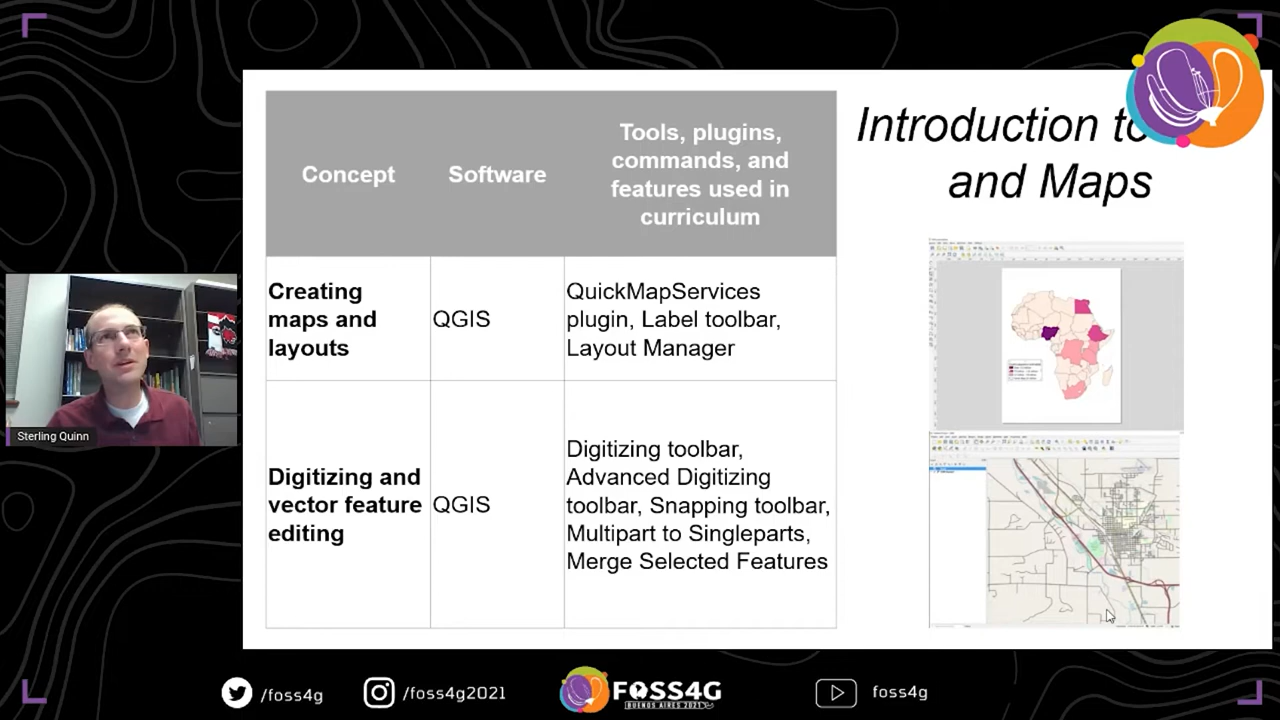 Concept
Software
Tools, plugins,
commands, and
features used in
curriculum
Creating
maps and
layouts
QGIS
QuickMapServices
plugin, Label toolbar,
Layout Manager
Digitizing and
vector feature
editing
QGIS
Digitizing toolbar,
Advanced Digitizing
toolbar, Snapping toolbar,
Multipart to Singleparts,
Merge Selected Features
Introduction to
and Maps
Sterling Quinn
/foss4g
/foss4g2021
FOSS4G
BUENOS AIRES 2021
foss4g